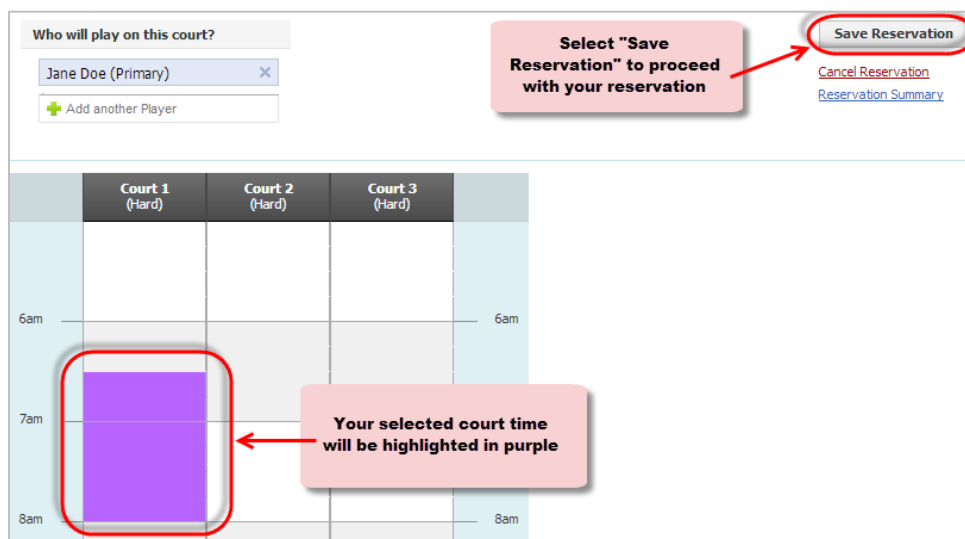 Who will play on this court?
Jane Doe (Primary)
Add another Player
Select "Save
Reservation" to proceed
with your reservation
Save Reservation
Cancel Reservation
Reservation Summary
Court 1
(Hard)
Court 2
(Hard)
Court 3
(Hard)
6am
6am
7am
Your selected court time
will be highlighted in purple
8am
8am